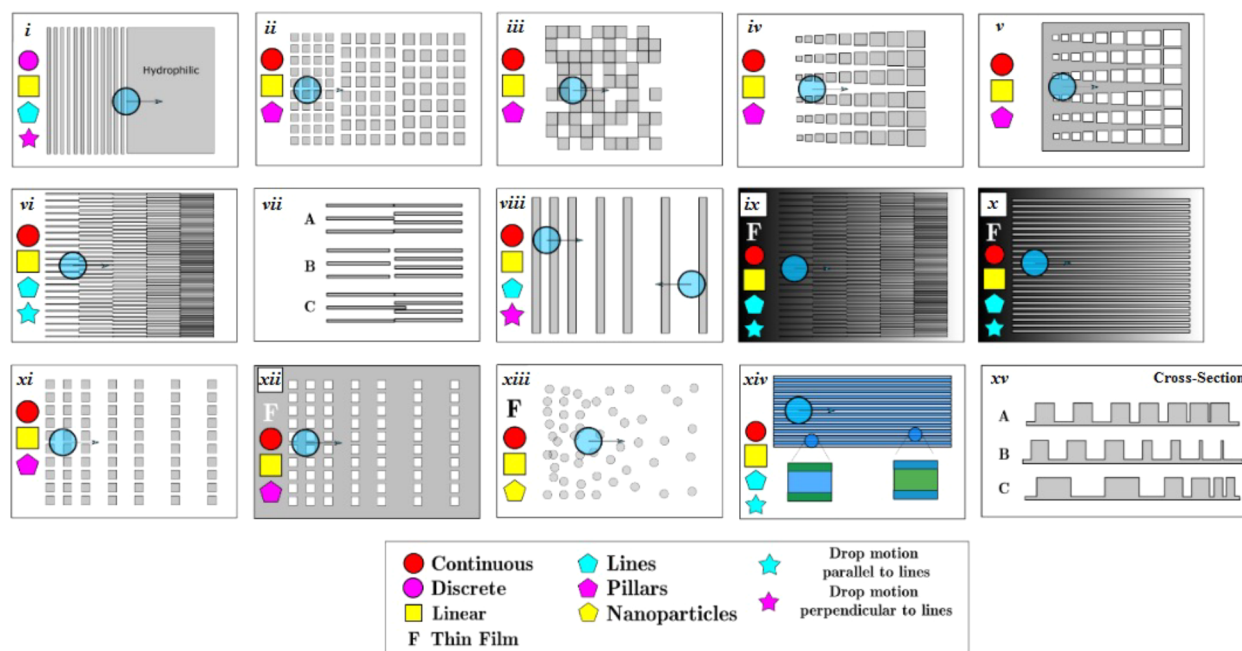 i
Hydrophilic
ii
iii
iv
v
vi
vii
A
B
C
viii
ix
F
x
F
xi
xii
F
xiii
F
xiv
xv
Cross-Section
A
B
C
Continuous
Discrete
Linear
F Thin Film
Lines
Pillars
Nanoparticles
Drop motion
parallel to lines
Drop motion
perpendicular to lines